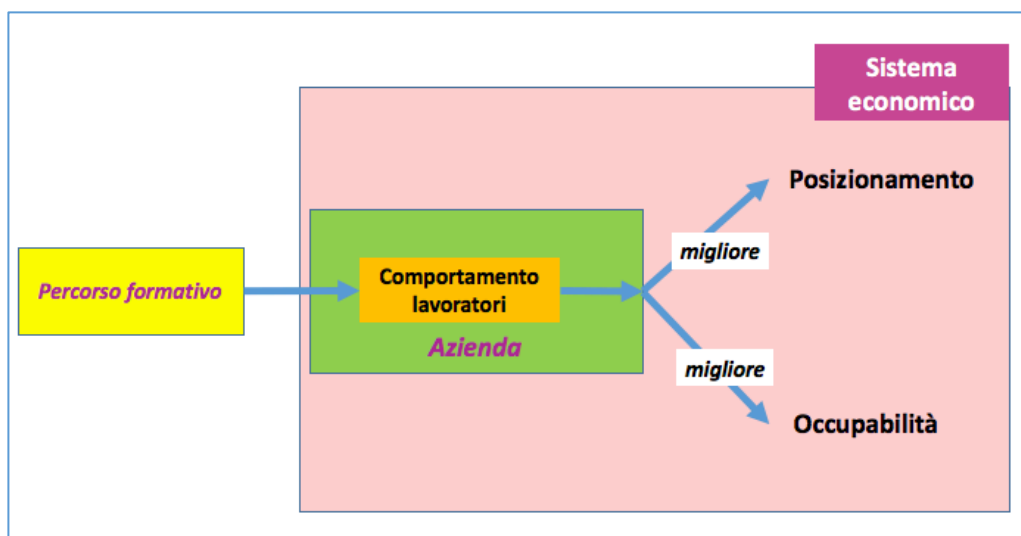 Sistema
economico
Posizionamento
migliore
Percorso formativo
Comportamento
lavoratori
Azienda
migliore
Occupabilità